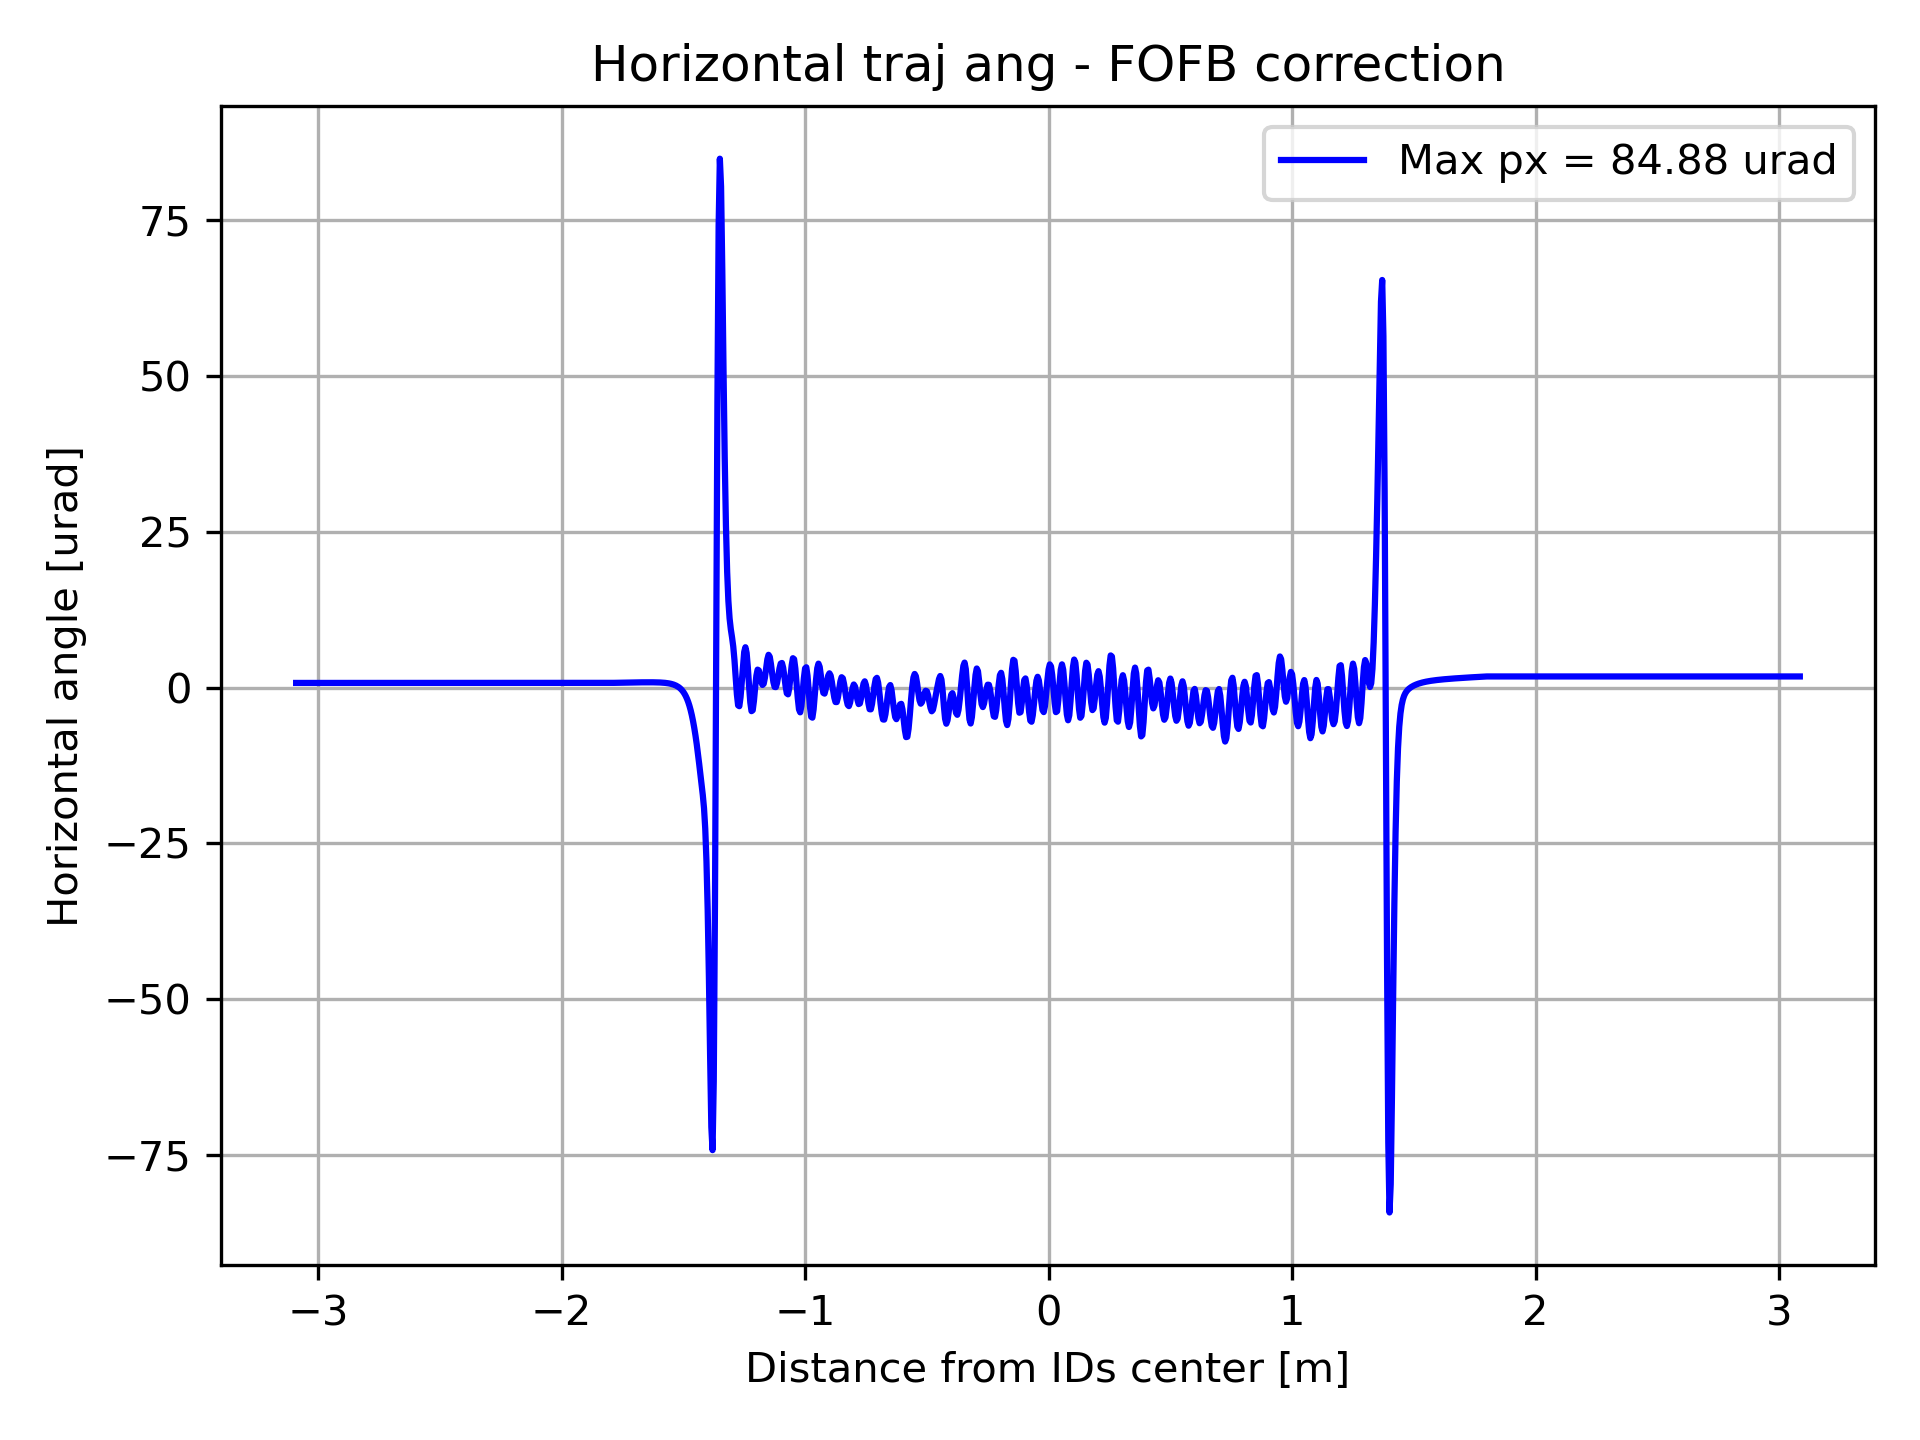 Horizontal traj ang - FOFB correction
Max px = 84.88 urad
Horizontal angle [urad]
75
50
25
0
−25
−50
−75
−3 −2 −1 0 1 2 3
Distance from IDs center [m]